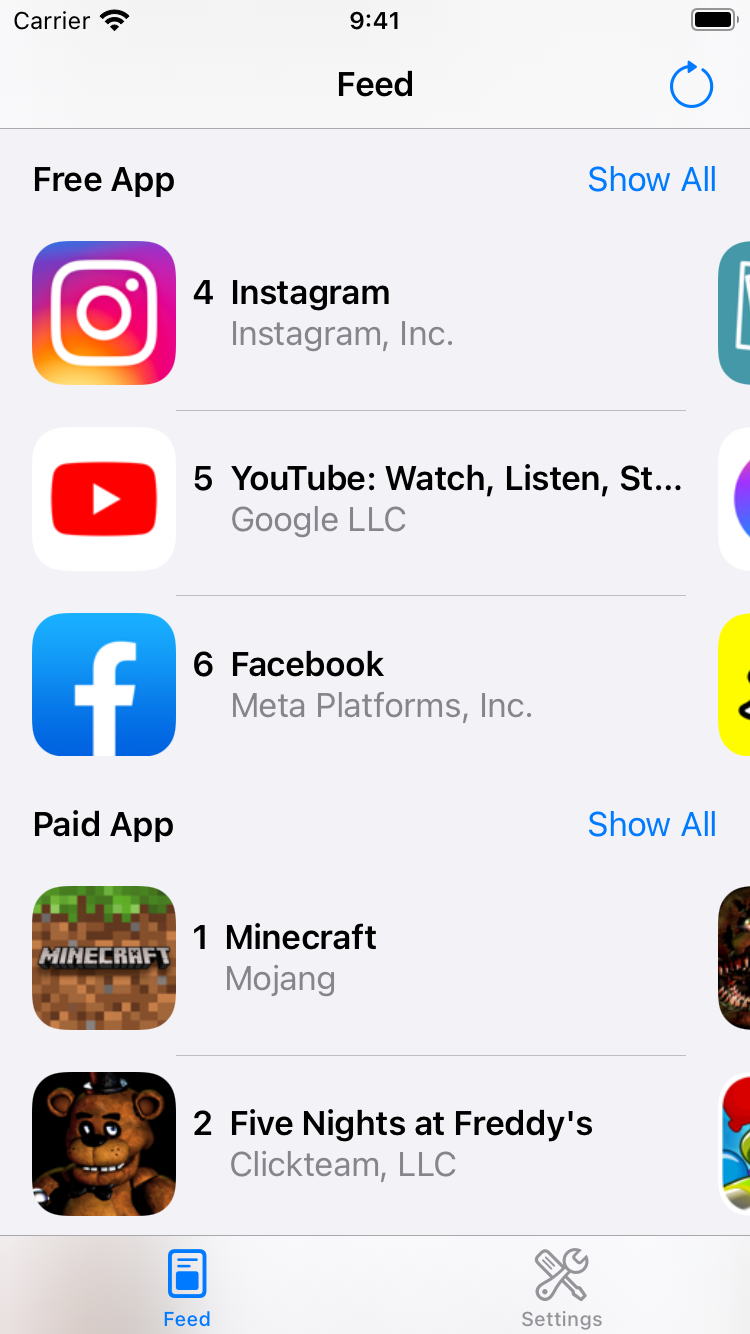 Carrier 9:41
Feed
Free App Show All
4 Instagram
Instagram, Inc.
5 YouTube: Watch, Listen, St...
Google LLC
6 Facebook
Meta Platforms, Inc.
Paid App Show All
MINECRAFT
1 Minecraft
Mojang
2 Five Nights at Freddy's
Clickteam, LLC
Feed Settings